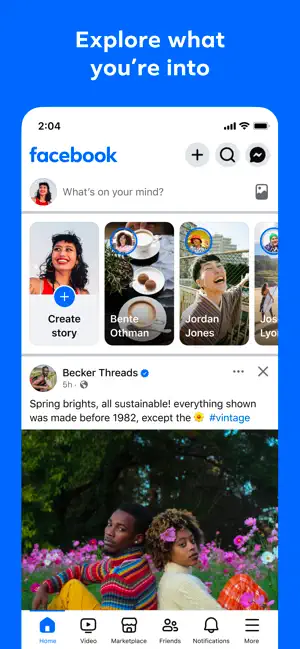 Explore what
you're into
2:04
facebook
What's on your mind?
Create
story
Bente
Othman
Jordan
Jones
Jos
Lyo
Becker Threads
5h ·
Spring brights, all sustainable! everything shown
was made before 1982, except the 🌻 #vintage
Home
Video
Marketplace
Friends
Notifications
More